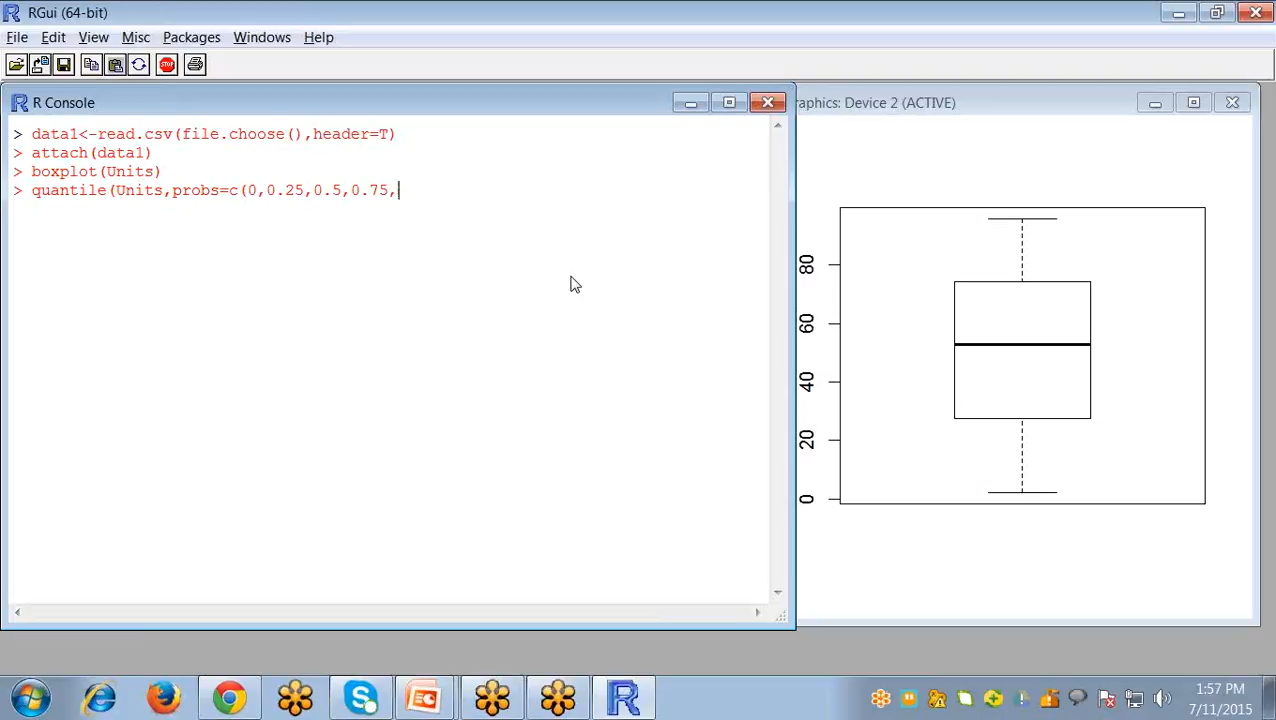 RGui (64-bit)
File Edit View Misc Packages Windows Help
STOP
R Console
> data1<-read.csv(file.choose(),header=T)
> attach(data1)
> boxplot(Units)
> quantile(Units,probs=c(0,0.25,0.5,0.75,
raphics: Device 2 (ACTIVE)
80
60
40
20
0
1:57 PM
7/11/2015